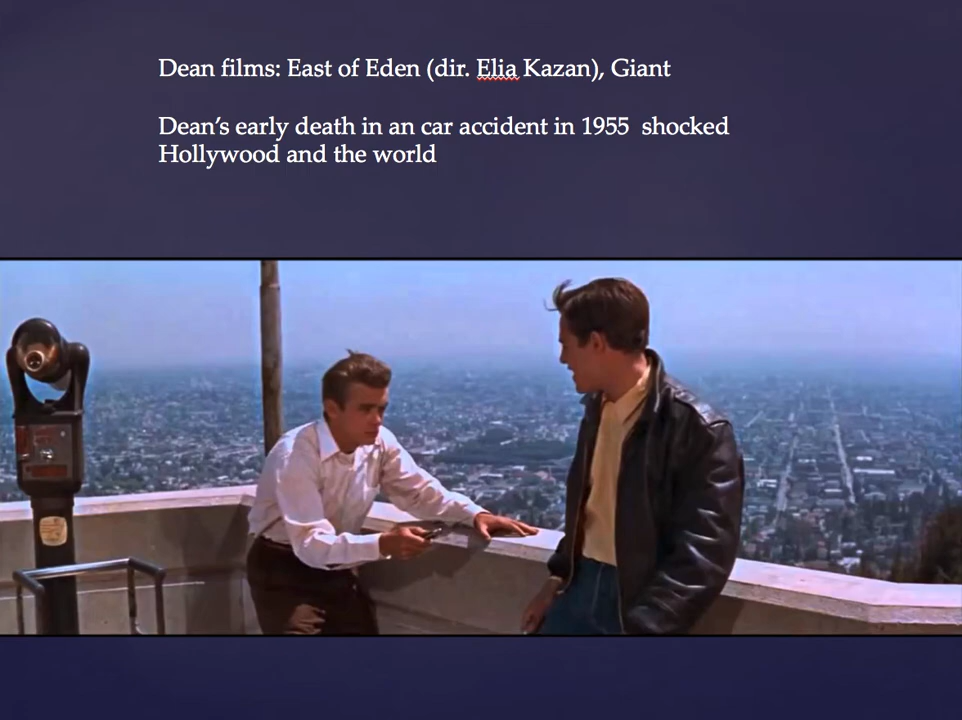 Dean films: East of Eden (dir. Elia Kazan), Giant
Dean’s early death in an car accident in 1955  shocked
Hollywood and the world